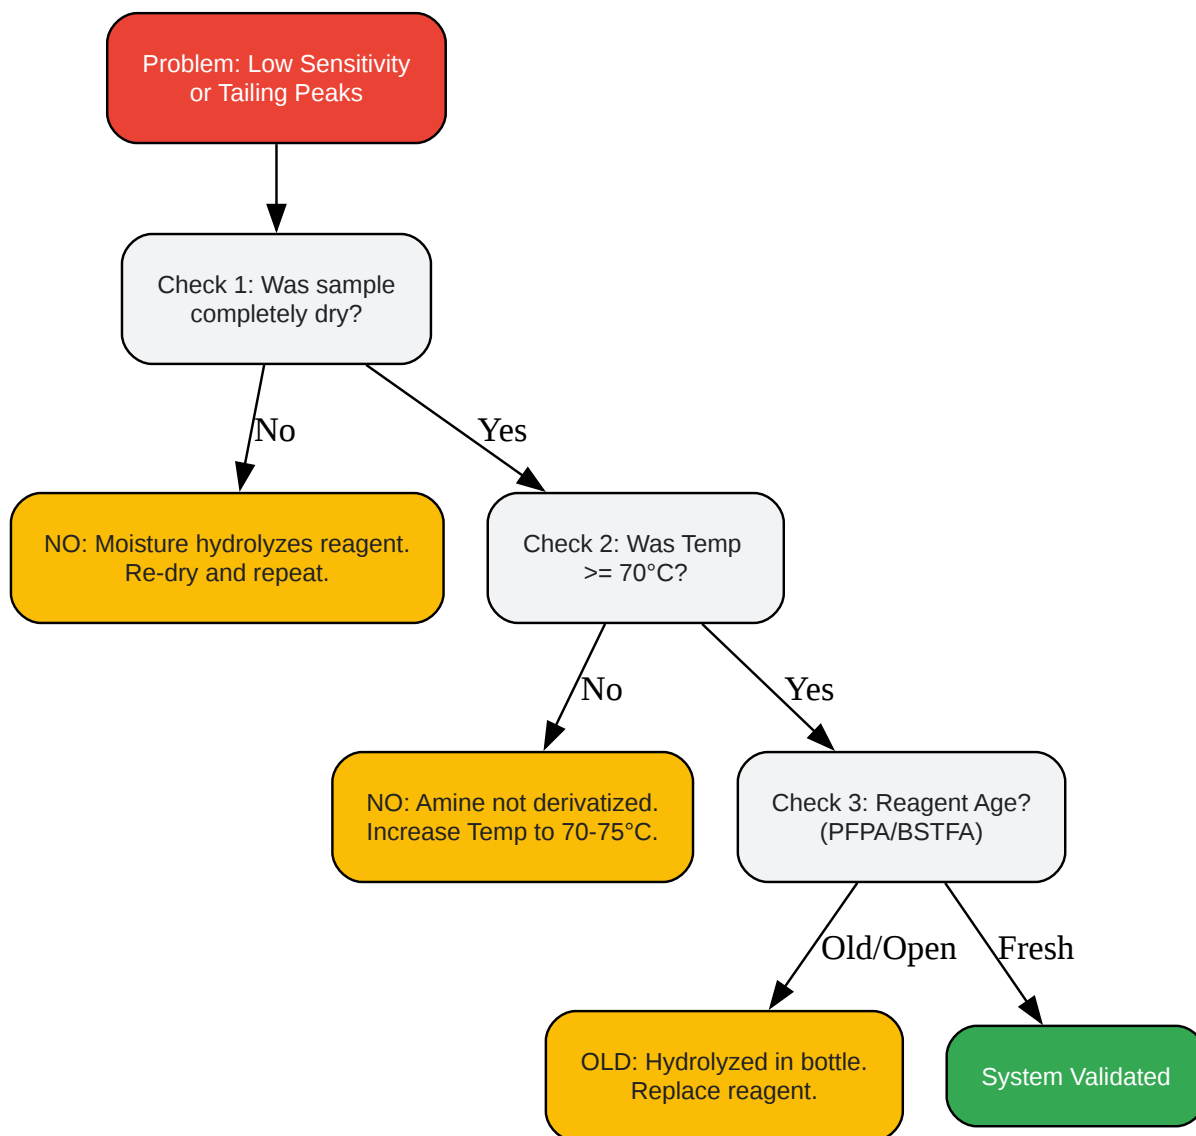 Problem: Low Sensitivity
or Tailing Peaks
Check 1: Was sample
completely dry?
No
Yes
NO: Moisture hydrolyzes reagent.
Re-dry and repeat.
Check 2: Was Temp
>= 70°C?
No
Yes
NO: Amine not derivatized.
Increase Temp to 70-75°C.
Check 3: Reagent Age?
(PFPA/BSTFA)
Old/Open
Fresh
OLD: Hydrolyzed in bottle.
Replace reagent.
System Validated